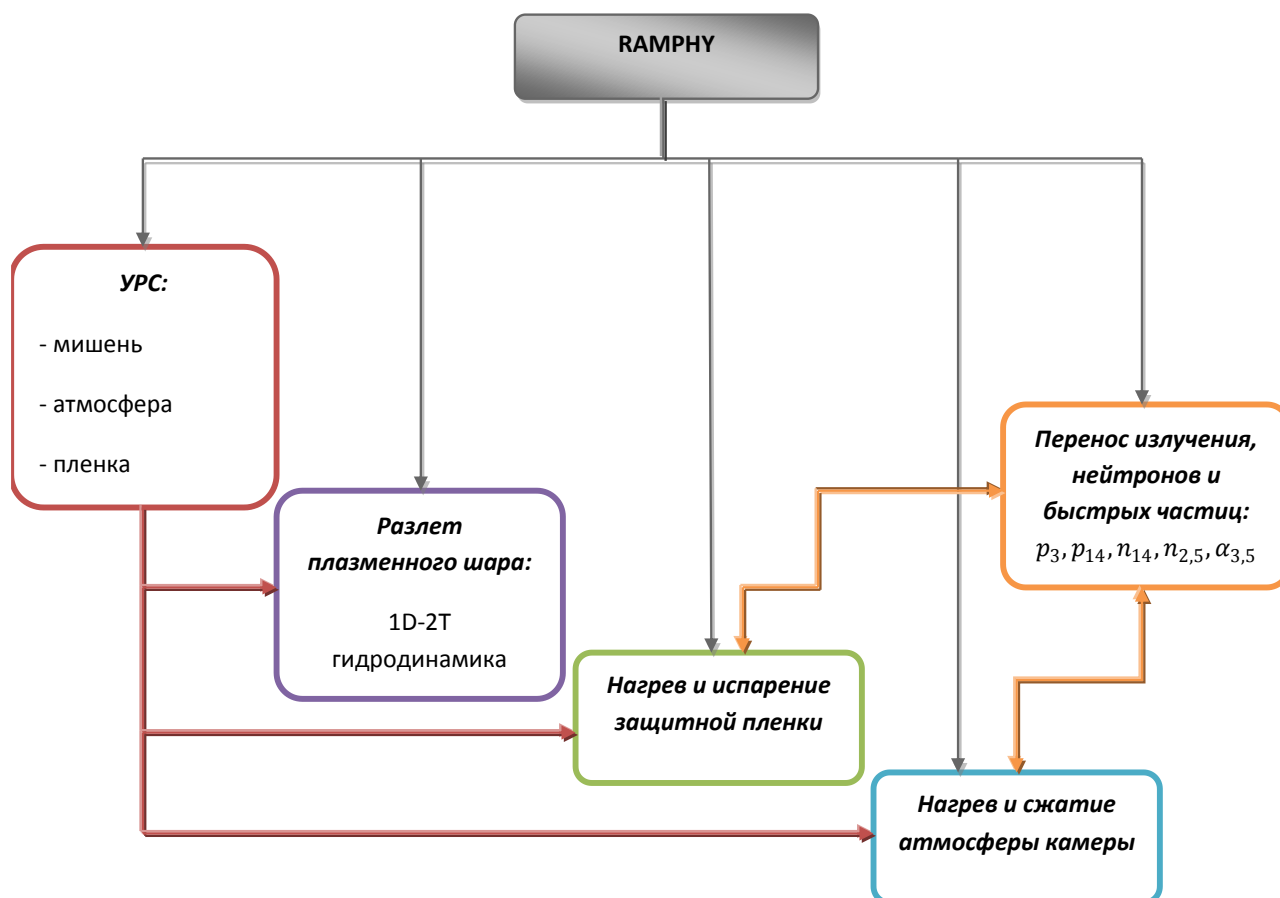 RAMPHY
УРС:
- мишень
- атмосфера
- пленка
Разлет
плазменного шара:
1D-2T
гидродинамика
Нагрев и испарение
защитной пленки
Перенос излучения,
нейтронов и
быстрых частиц:
p₃, p₁₄, n₁₄, n₂,₅, α₃,₅
Нагрев и сжатие
атмосферы камеры